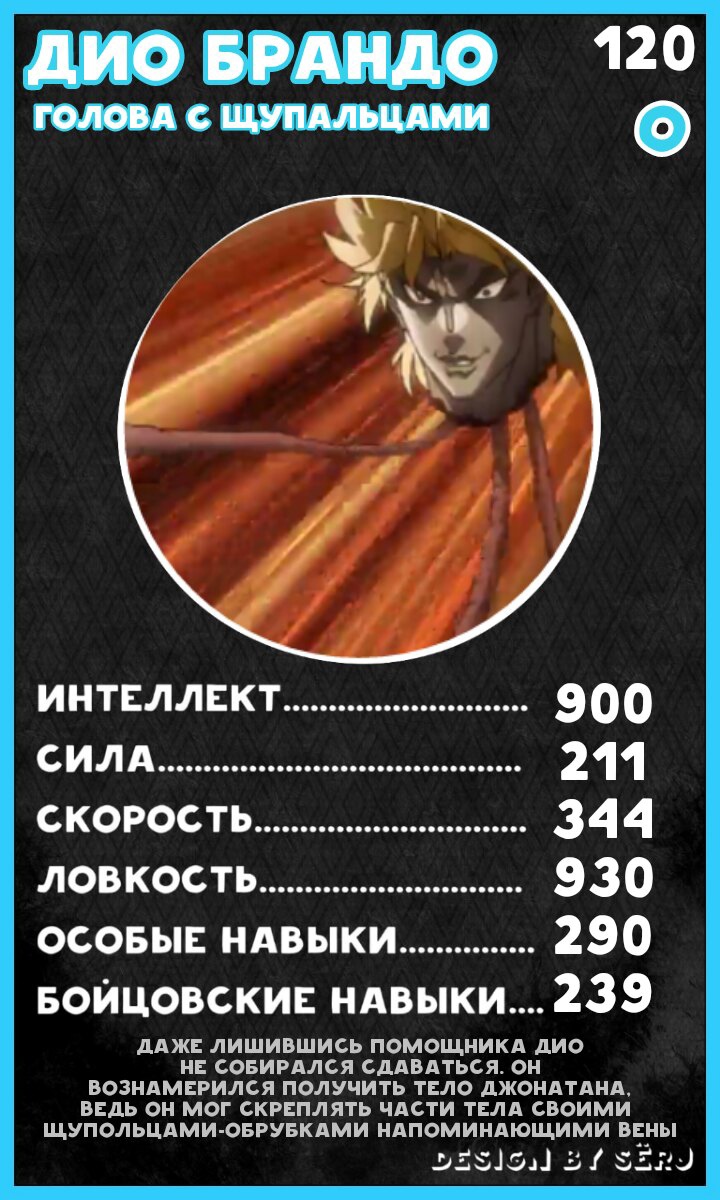 ДИО БРАНДО
120
ГОЛОВА С ЩУПАЛЬЦАМИ
ИНТЕЛЛЕКТ........................... 900
СИЛА........................................ 211
СКОРОСТЬ.............................. 344
ЛОВКОСТЬ............................. 930
ОСОБЫЕ НАВЫКИ............... 290
БОЙЦОВСКИЕ НАВЫКИ.... 239
ДАЖЕ ЛИШИВШИСЬ ПОМОЩНИКА ДИО
НЕ СОБИРАЛСЯ СДАВАТЬСЯ. ОН
ВОЗНАМЕРИЛСЯ ПОЛУЧИТЬ ТЕЛО ДЖОНАТАНА,
ВЕДЬ ОН МОГ СКРЕПЛЯТЬ ЧАСТИ ТЕЛА СВОИМИ
ЩУПОЛЬЦАМИ-ОБРУБКАМИ НАПОМИНАЮЩИМИ ВЕНЫ
DESIGN BY SЁRJ